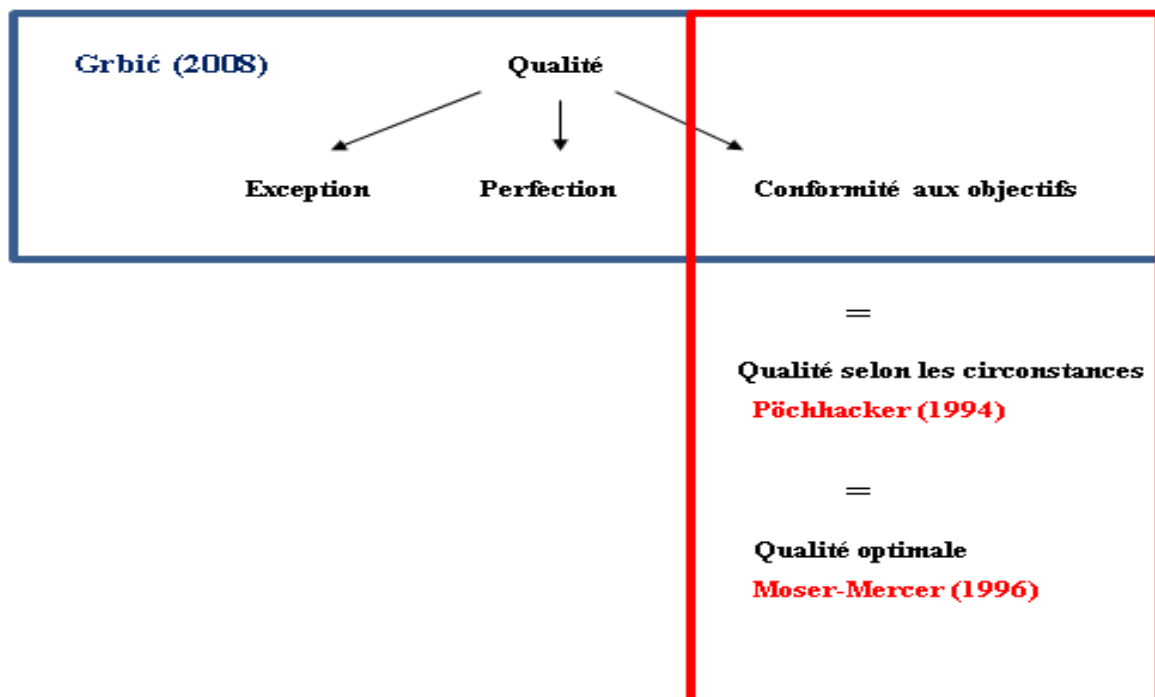 Grbić (2008)
Qualité
Exception
Perfection
Conformité aux objectifs
=
Qualité selon les circonstances
Pöchhacker (1994)
=
Qualité optimale
Moser-Mercer (1996)